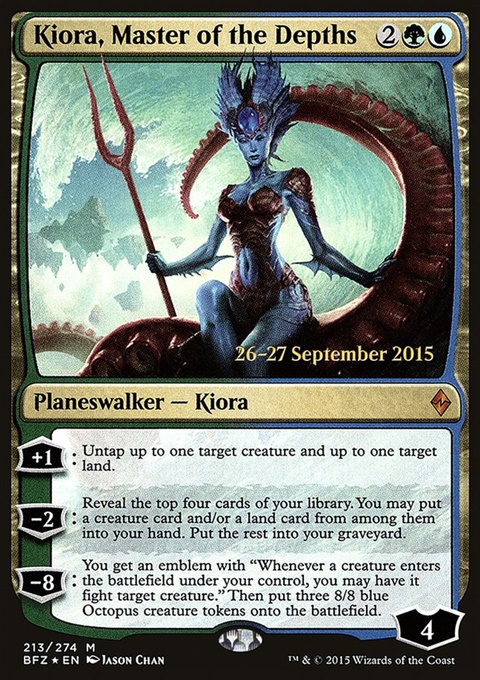 Kiora, Master of the Depths 2
26–27 September 2015
Planeswalker — Kiora
+1 : Untap up to one target creature and up to one target
land.
-2 : Reveal the top four cards of your library. You may put
a creature card and/or a land card from among them
into your hand. Put the rest into your graveyard.
-8 : You get an emblem with “Whenever a creature enters
the battlefield under your control, you may have it
fight target creature.” Then put three 8/8 blue
Octopus creature tokens onto the battlefield.
4
213/274 M
BFZ ★ EN Jason Chan
™ & © 2015 Wizards of the Coast